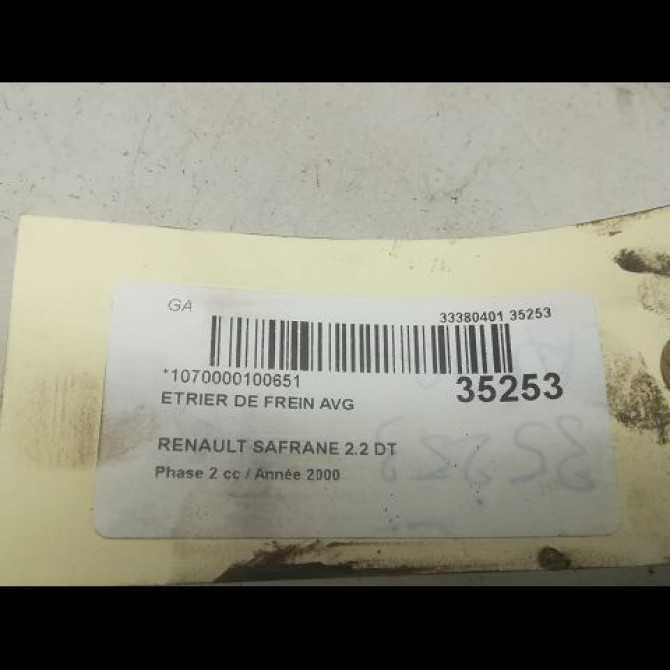 GA
33380401 35253
*1070000100651
35253
ETRIER DE FREIN AVG
RENAULT SAFRANE 2.2 DT
Phase 2 cc / Année 2000